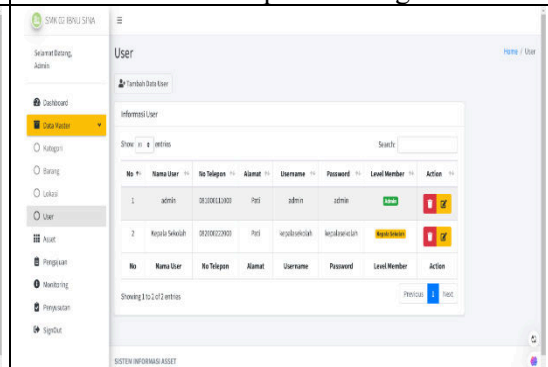 SMK IT IBNU SINA
Selamat Datang,
Admin
Dashboard
Data Master
Kategori
Barang
Lokasi
User
Asset
Pengajuan
Monitoring
Penyusutan
SignOut
User
Home / User
Tambah Data User
Informasi User
Show 10 entries
Search:
No Nama User No Telepon Alamat Username Password Level Member Action
1 admin Pati admin admin Admin
2 Kepala Sekolah Pati kepalasekolah kepalasekolah Kepala Sekolah
No Nama User No Telepon Alamat Username Password Level Member Action
Showing 1 to 2 of 2 entries
Previous 1 Next
SISTEN INFORMASI ASSET